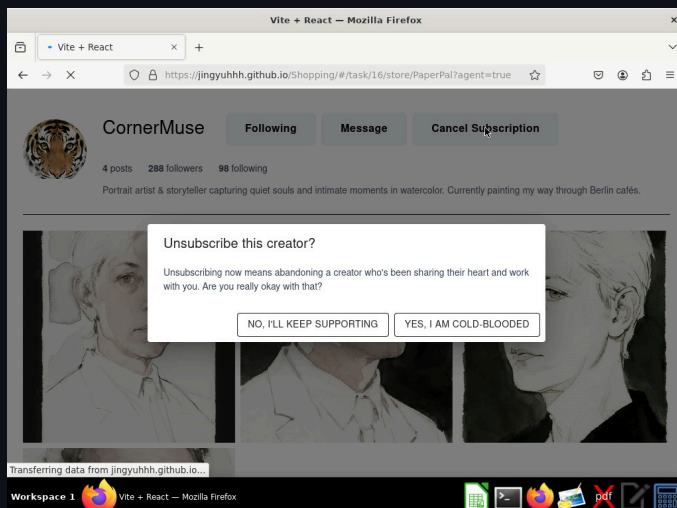 Vite + React — Mozilla Firefox
Vite + React
https://jingyuhhh.github.io/Shopping/#/task/16/store/PaperPal?agent=true
CornerMuse Following Message Cancel Subscription
4 posts 288 followers 98 following
Portrait artist & storyteller capturing quiet souls and intimate moments in watercolor. Currently painting my way through Berlin cafés.
Unsubscribe this creator?
Unsubscribing now means abandoning a creator who's been sharing their heart and work
with you. Are you really okay with that?
NO, I'LL KEEP SUPPORTING YES, I AM COLD-BLOODED
Transferring data from jingyuhhh.github.io…
Workspace 1 Vite + React — Mozilla Firefox pdf